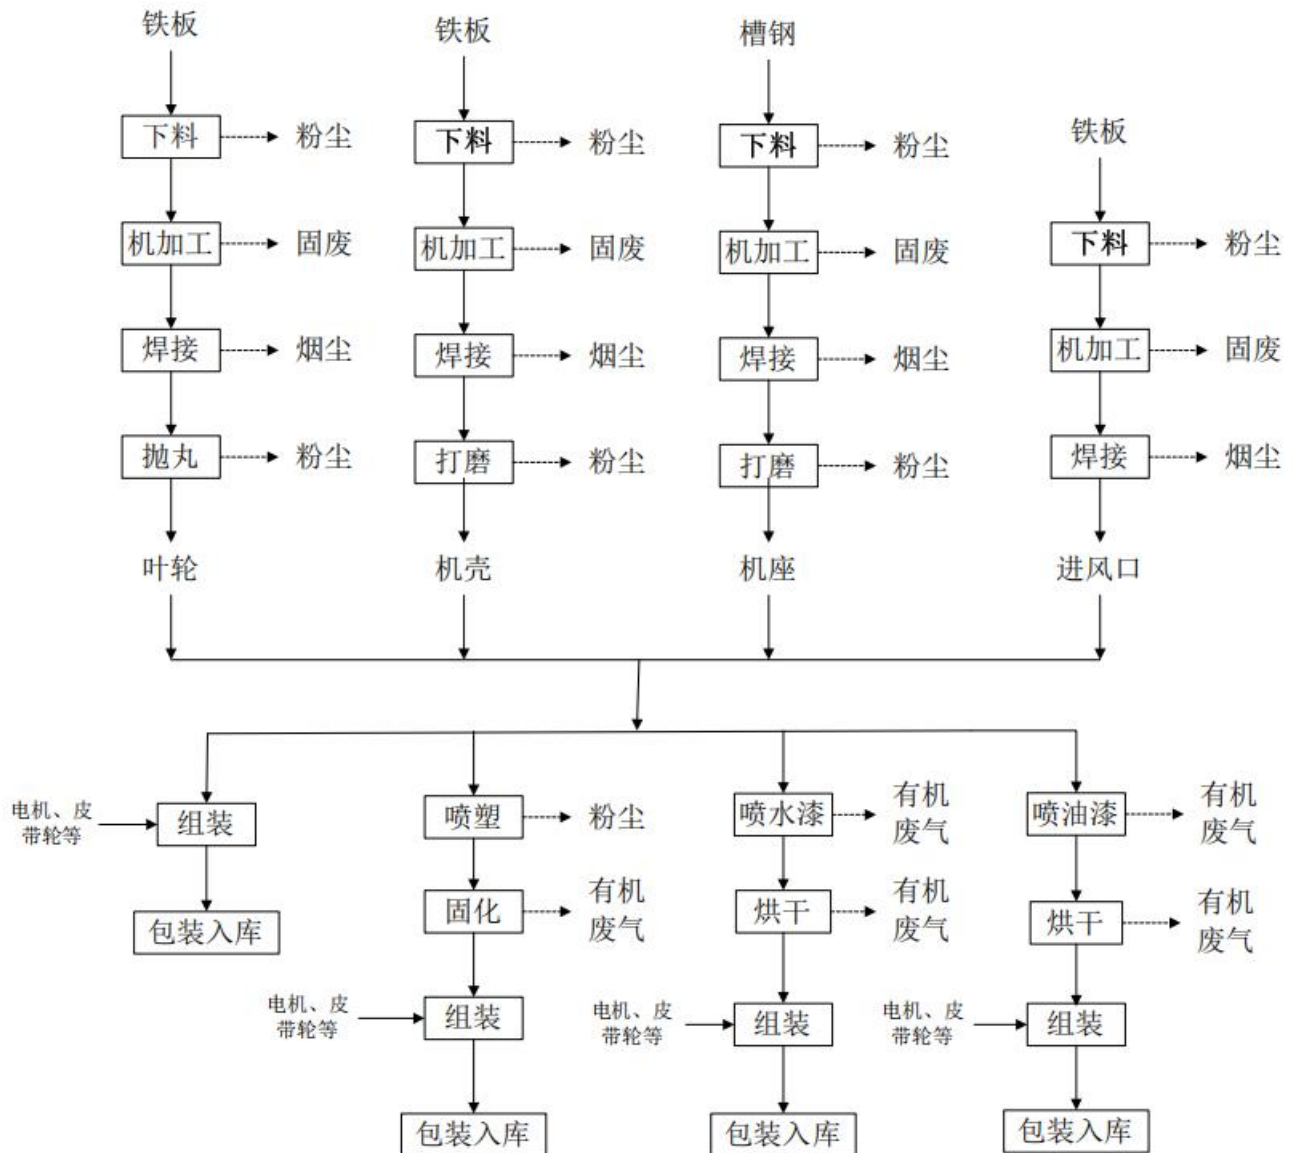 铁板
铁板
槽钢
铁板
下料
粉尘
下料
粉尘
下料
粉尘
下料
粉尘
机加工
固废
机加工
固废
机加工
固废
机加工
固废
焊接
烟尘
焊接
烟尘
焊接
烟尘
焊接
烟尘
抛丸
粉尘
打磨
粉尘
打磨
粉尘
叶轮
机壳
机座
进风口
电机、皮
带轮等
组装
喷塑
粉尘
喷水漆
有机
废气
喷油漆
有机
废气
包装入库
固化
有机
废气
烘干
有机
废气
烘干
有机
废气
电机、皮
带轮等
组装
电机、皮
带轮等
组装
电机、皮
带轮等
组装
包装入库
包装入库
包装入库